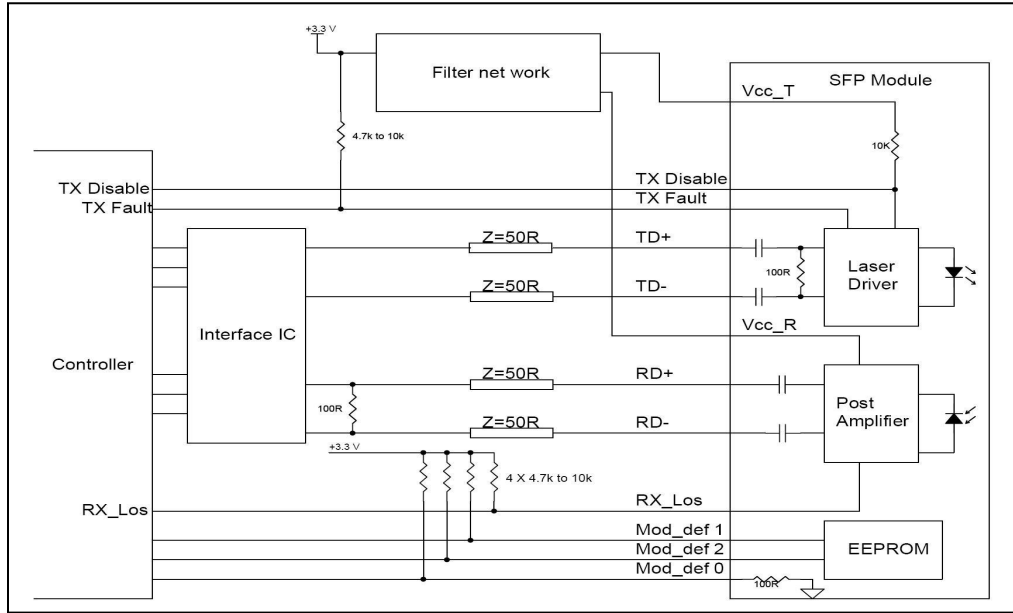 +3.3 V
Filter net work
SFP Module
Vcc_T
4.7k to 10k
10K
TX Disable
TX Disable
TX Fault
TX Fault
Z=50R
TD+
100R
Laser
Driver
Z=50R
TD-
Interface IC
Vcc_R
Controller
Z=50R
RD+
100R
Post
Amplifier
Z=50R
RD-
+3.3 V
4 X 4.7k to 10k
RX_Los
RX_Los
Mod_def 1
EEPROM
Mod_def 2
Mod_def 0
100R